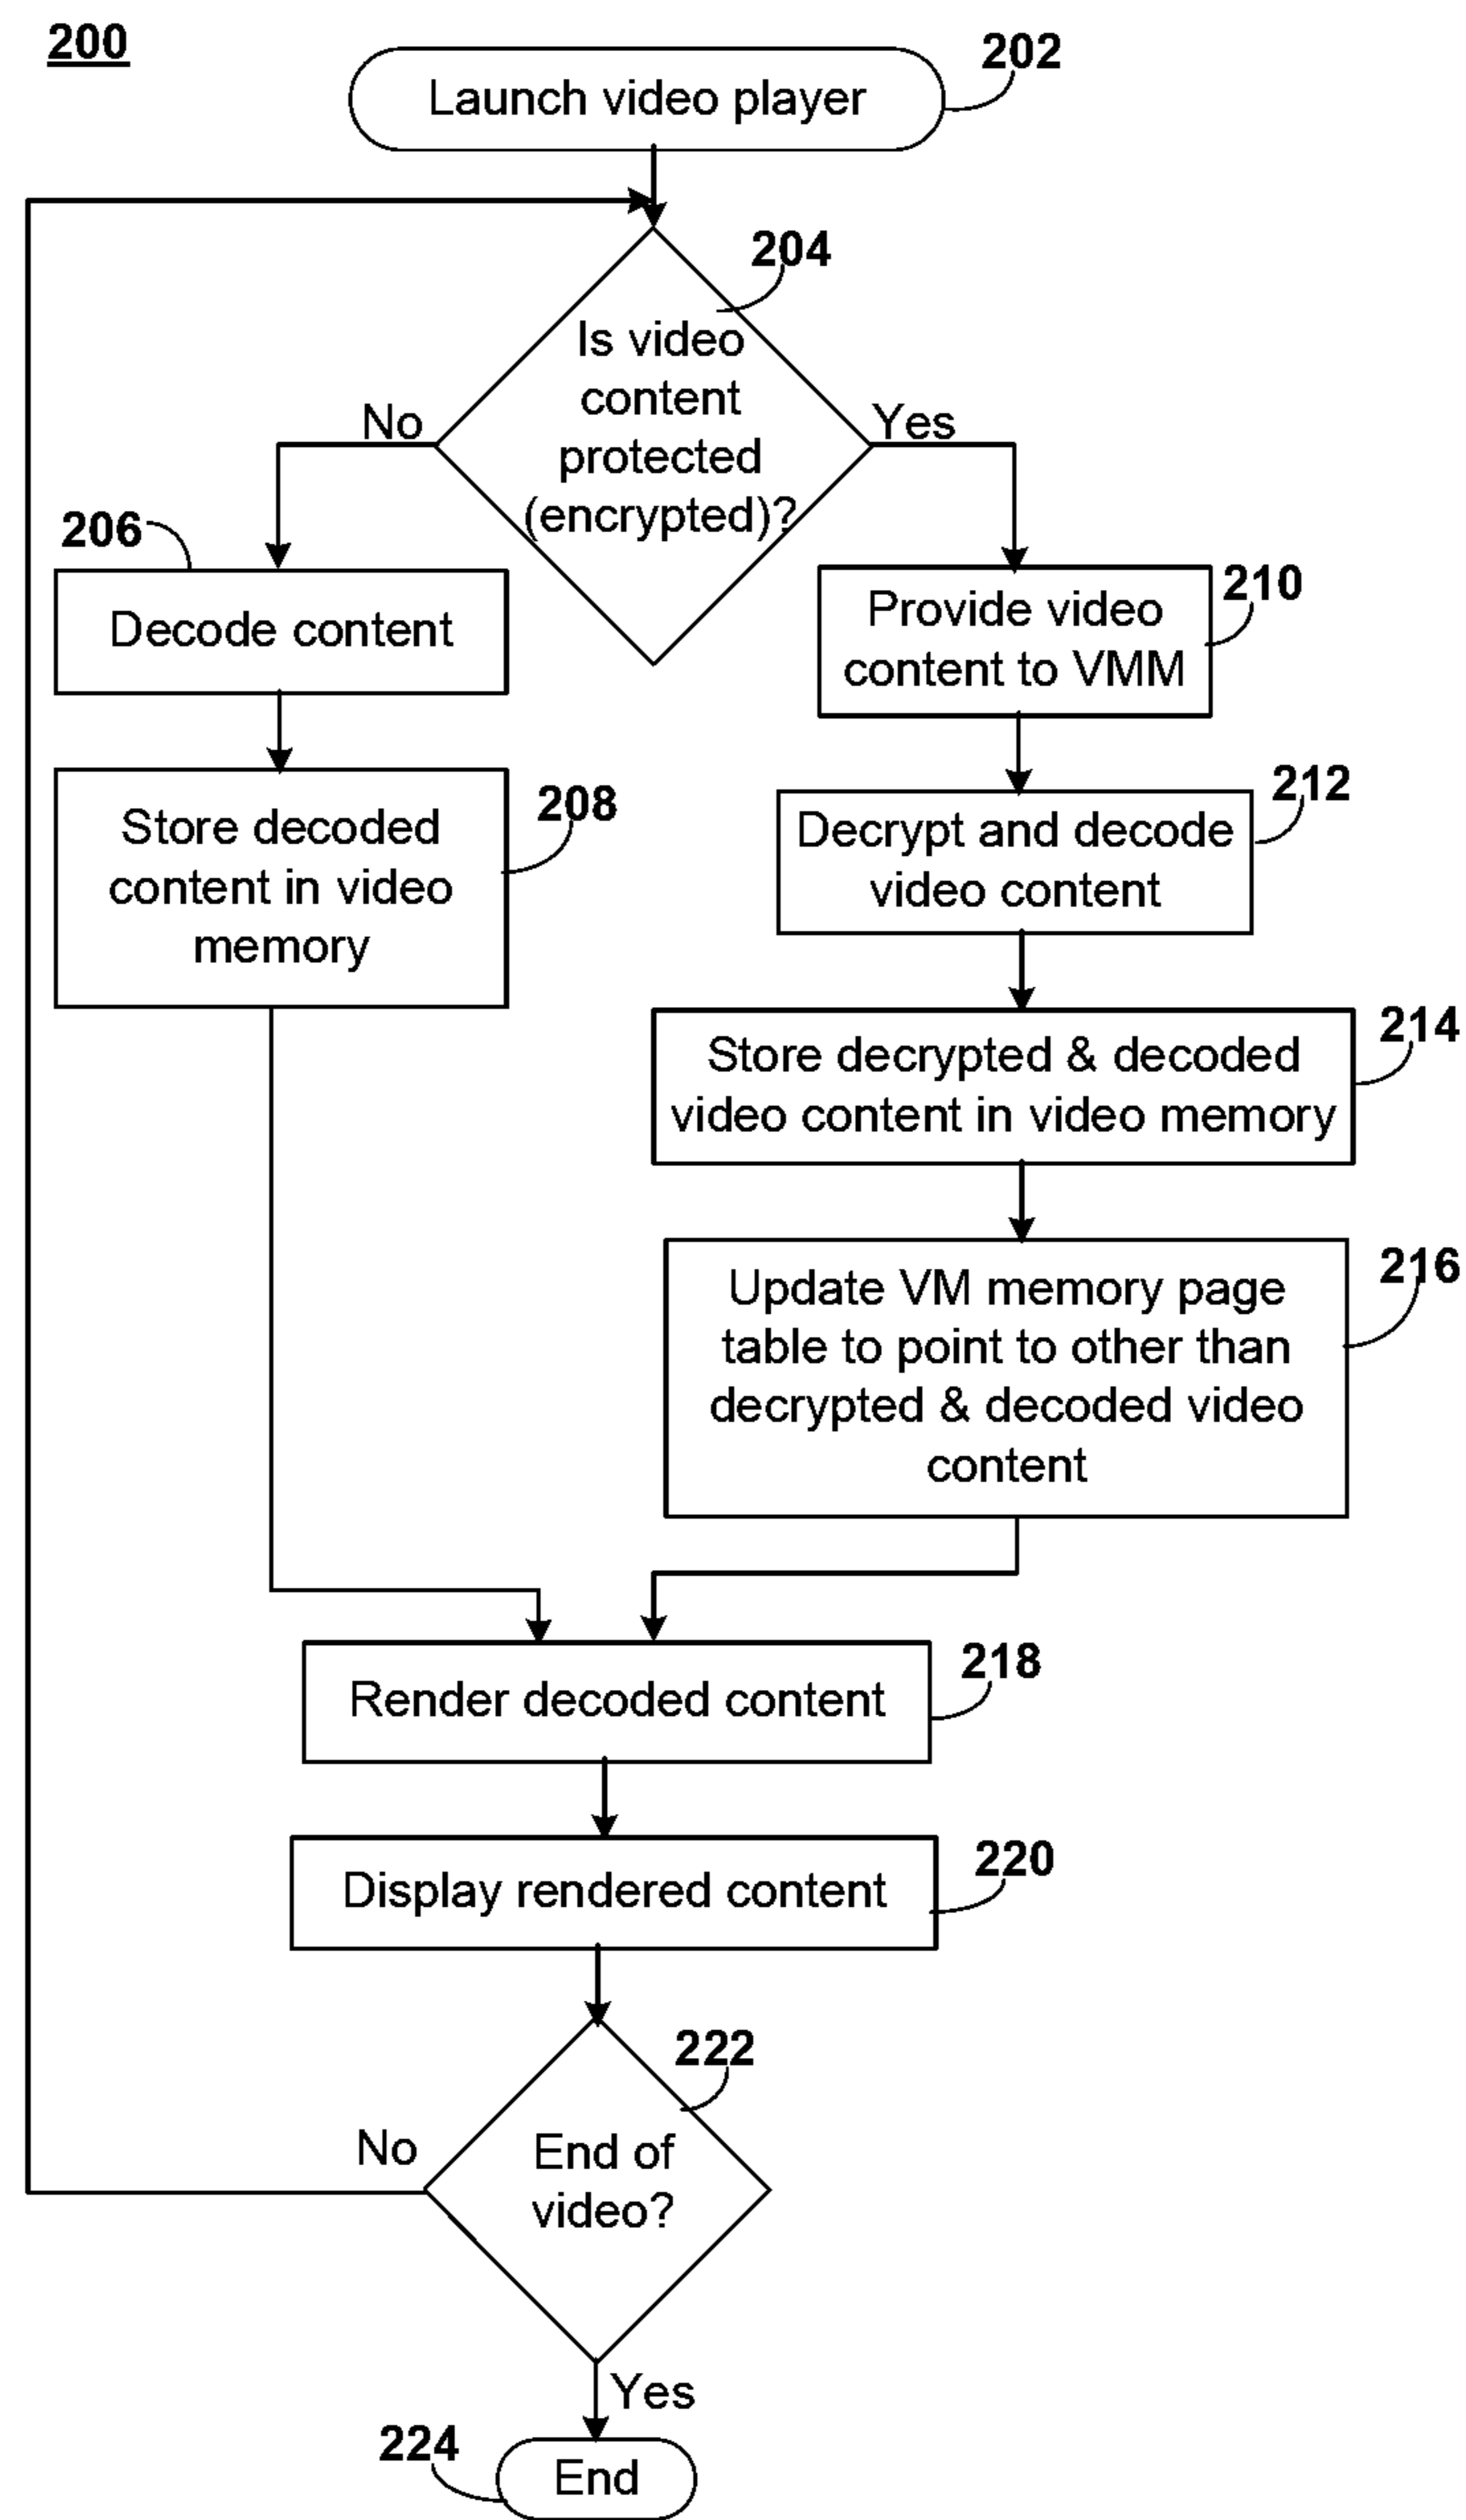 200
Launch video player
202
204
Is video
content
protected
(encrypted)?
No
Yes
206
Decode content
210
Provide video
content to VMM
208
Store decoded
content in video
memory
212
Decrypt and decode
video content
214
Store decrypted & decoded
video content in video memory
216
Update VM memory page
table to point to other than
decrypted & decoded video
content
218
Render decoded content
220
Display rendered content
222
End of
video?
No
Yes
224
End